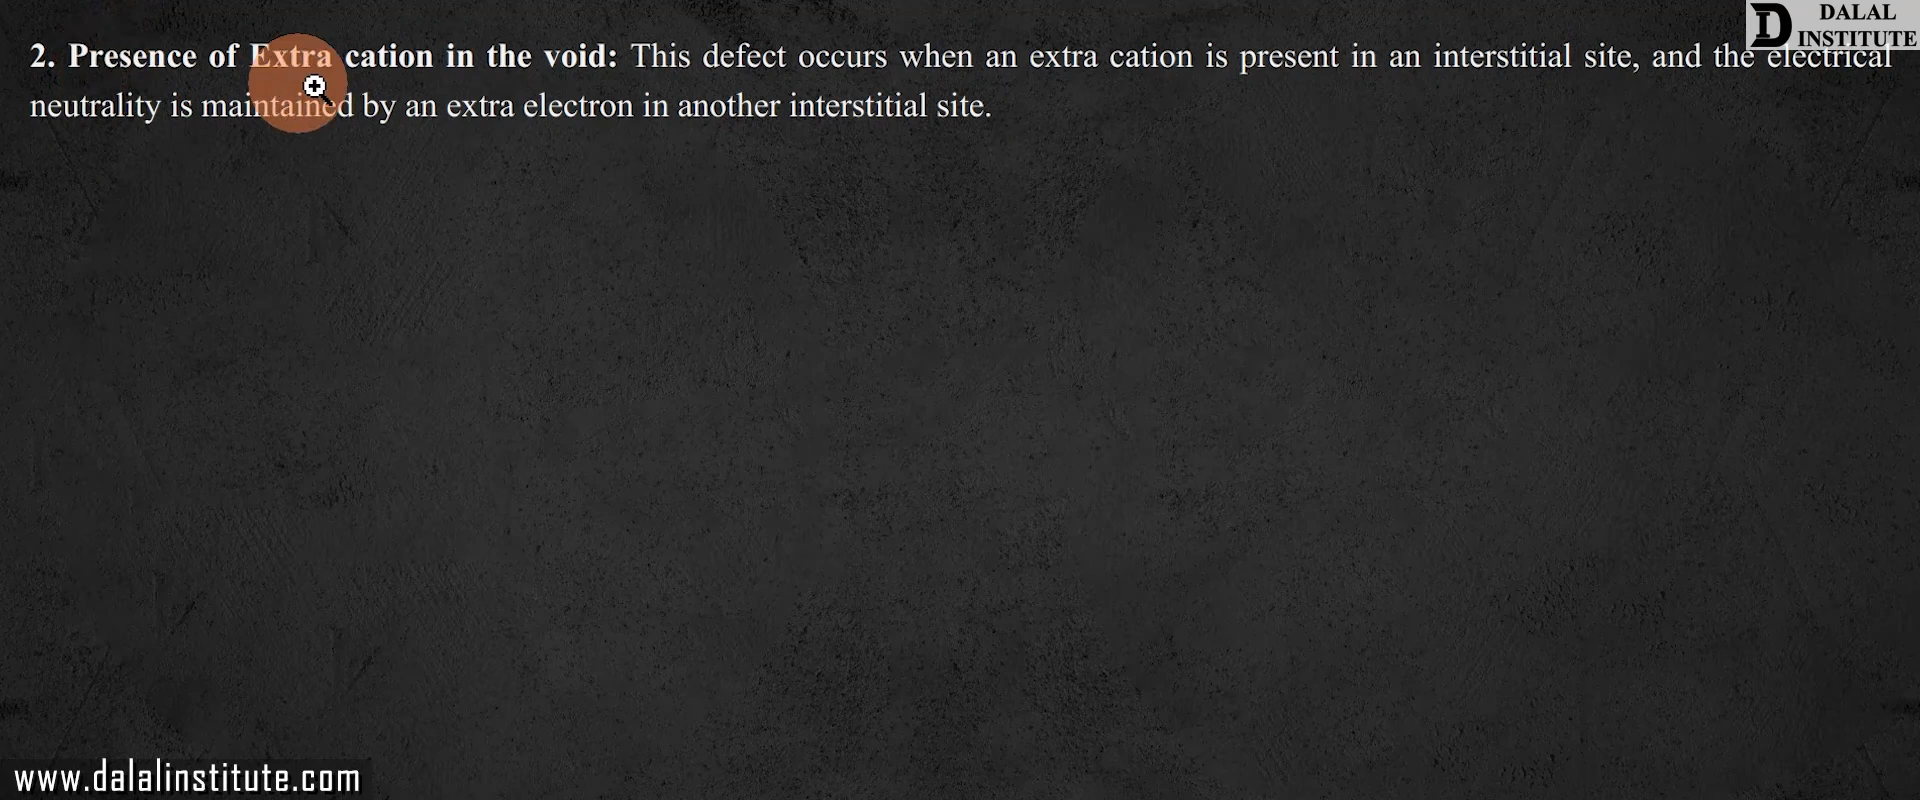 DALAL
INSTITUTE
2. Presence of Extra cation in the void: This defect occurs when an extra cation is present in an interstitial site, and the electrical
neutrality is maintained by an extra electron in another interstitial site.
www.dalalinstitute.com